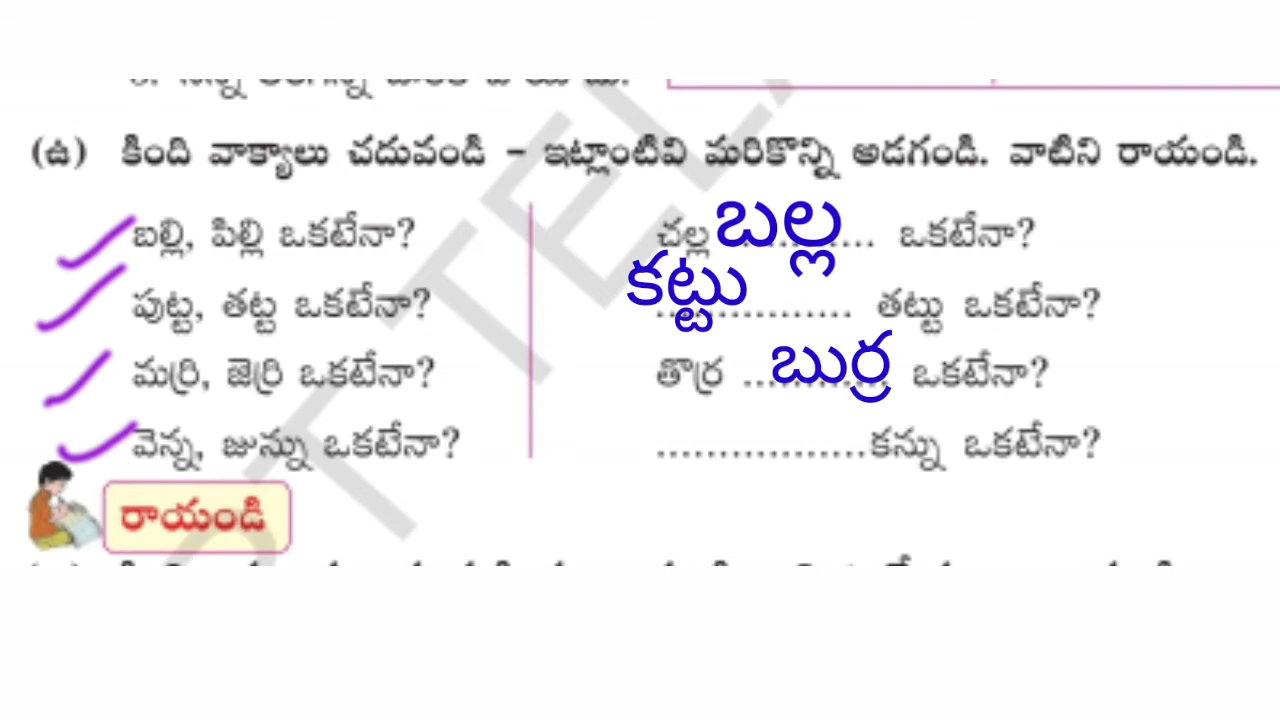 (ఉ) కింది వాక్యాలు చదువండి - ఇట్లాంటివి మరికొన్ని అడగండి. వాటిని రాయండి.
బల్లి, పిల్లి ఒకటేనా?
పుట్ట, తట్ట ఒకటేనా?
మర్రి, జెర్రి ఒకటేనా?
వెన్న, జున్ను ఒకటేనా?
చల్ల బల్ల ............ ఒకటేనా?
కట్టు ................ తట్టు ఒకటేనా?
తొర్ర ............ బుర్ర ఒకటేనా?
.................కన్ను ఒకటేనా?
రాయండి